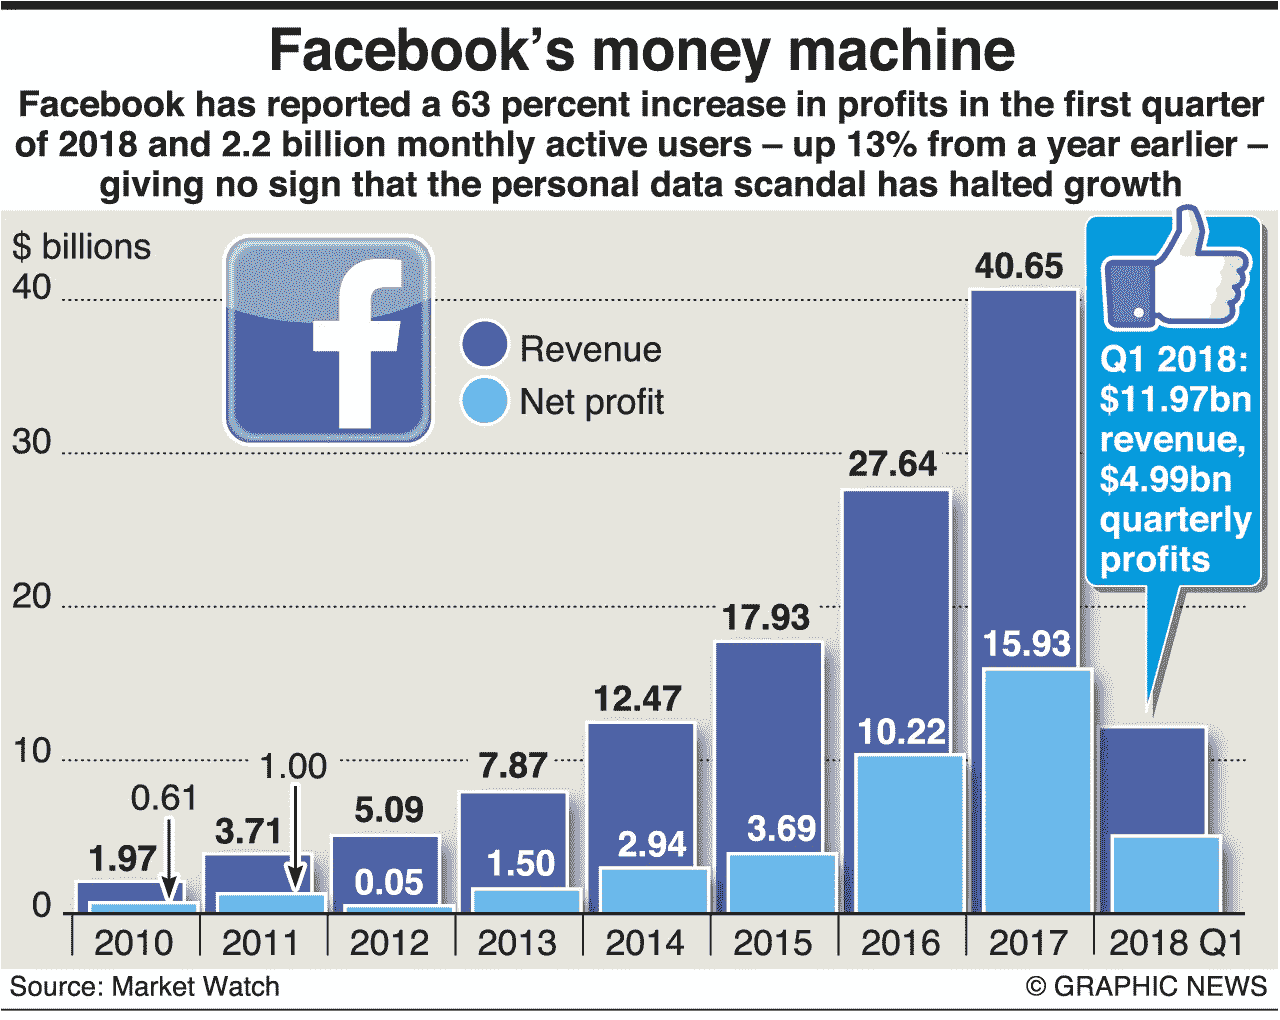 Facebook's money machine
Facebook has reported a 63 percent increase in profits in the first quarter
of 2018 and 2.2 billion monthly active users – up 13% from a year earlier –
giving no sign that the personal data scandal has halted growth
$ billions
40
30
20
10
0
f
Revenue
Net profit
1.97
0.61
3.71
1.00
5.09
0.05
7.87
1.50
12.47
2.94
17.93
3.69
27.64
10.22
40.65
15.93
Q1 2018:
$11.97bn
revenue,
$4.99bn
quarterly
profits
2010
2011
2012
2013
2014
2015
2016
2017
2018 Q1
Source: Market Watch
© GRAPHIC NEWS